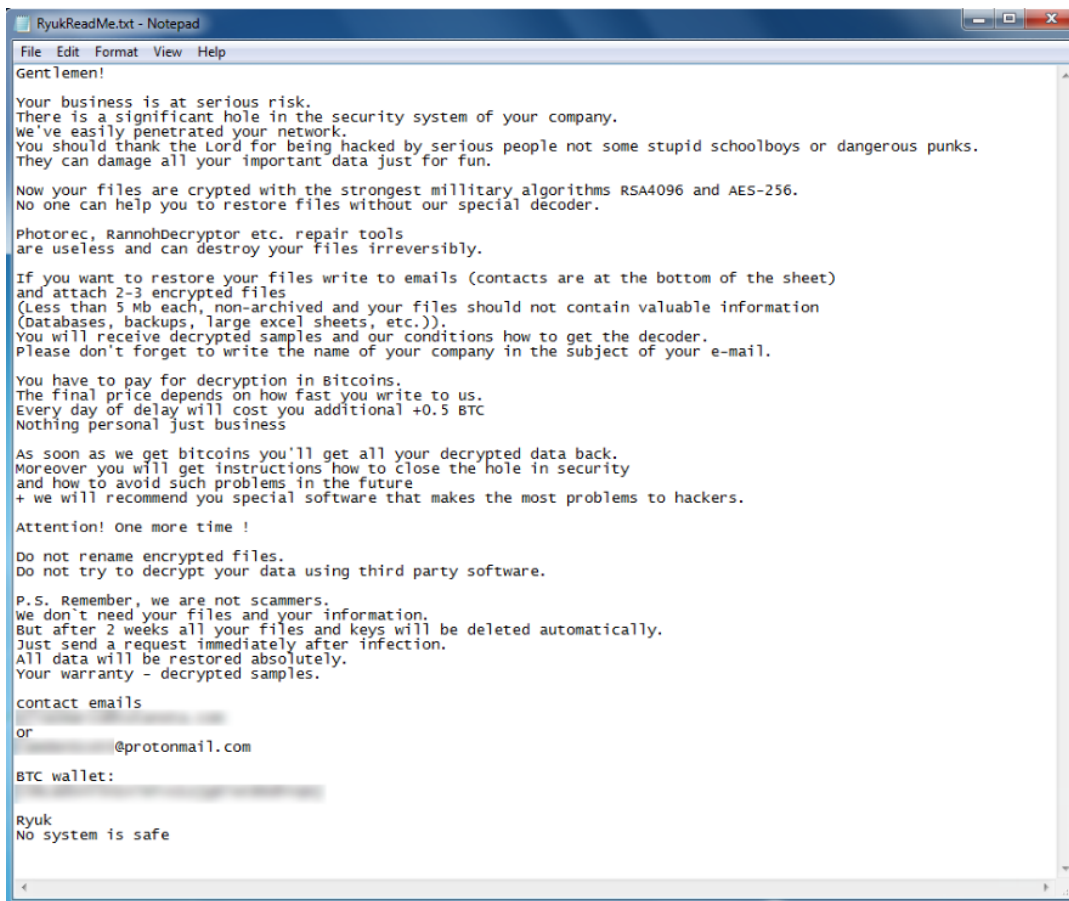 RyukReadMe.txt - Notepad
File Edit Format View Help
Gentlemen!
Your business is at serious risk.
There is a significant hole in the security system of your company.
We've easily penetrated your network.
You should thank the Lord for being hacked by serious people not some stupid schoolboys or dangerous punks.
They can damage all your important data just for fun.
Now your files are crypted with the strongest millitary algorithms RSA4096 and AES-256.
No one can help you to restore files without our special decoder.
Photorec, RannohDecryptor etc. repair tools
are useless and can destroy your files irreversibly.
If you want to restore your files write to emails (contacts are at the bottom of the sheet)
and attach 2-3 encrypted files
(Less than 5 Mb each, non-archived and your files should not contain valuable information
(Databases, backups, large excel sheets, etc.)).
You will receive decrypted samples and our conditions how to get the decoder.
Please don't forget to write the name of your company in the subject of your e-mail.
You have to pay for decryption in Bitcoins.
The final price depends on how fast you write to us.
Every day of delay will cost you additional +0.5 BTC
Nothing personal just business
As soon as we get bitcoins you'll get all your decrypted data back.
Moreover you will get instructions how to close the hole in security
and how to avoid such problems in the future
+ we will recommend you special software that makes the most problems to hackers.
Attention! One more time !
Do not rename encrypted files.
Do not try to decrypt your data using third party software.
P.S. Remember, we are not scammers.
We don`t need your files and your information.
But after 2 weeks all your files and keys will be deleted automatically.
Just send a request immediately after infection.
All data will be restored absolutely.
Your warranty - decrypted samples.
contact emails
or
@protonmail.com
BTC wallet:
Ryuk
No system is safe